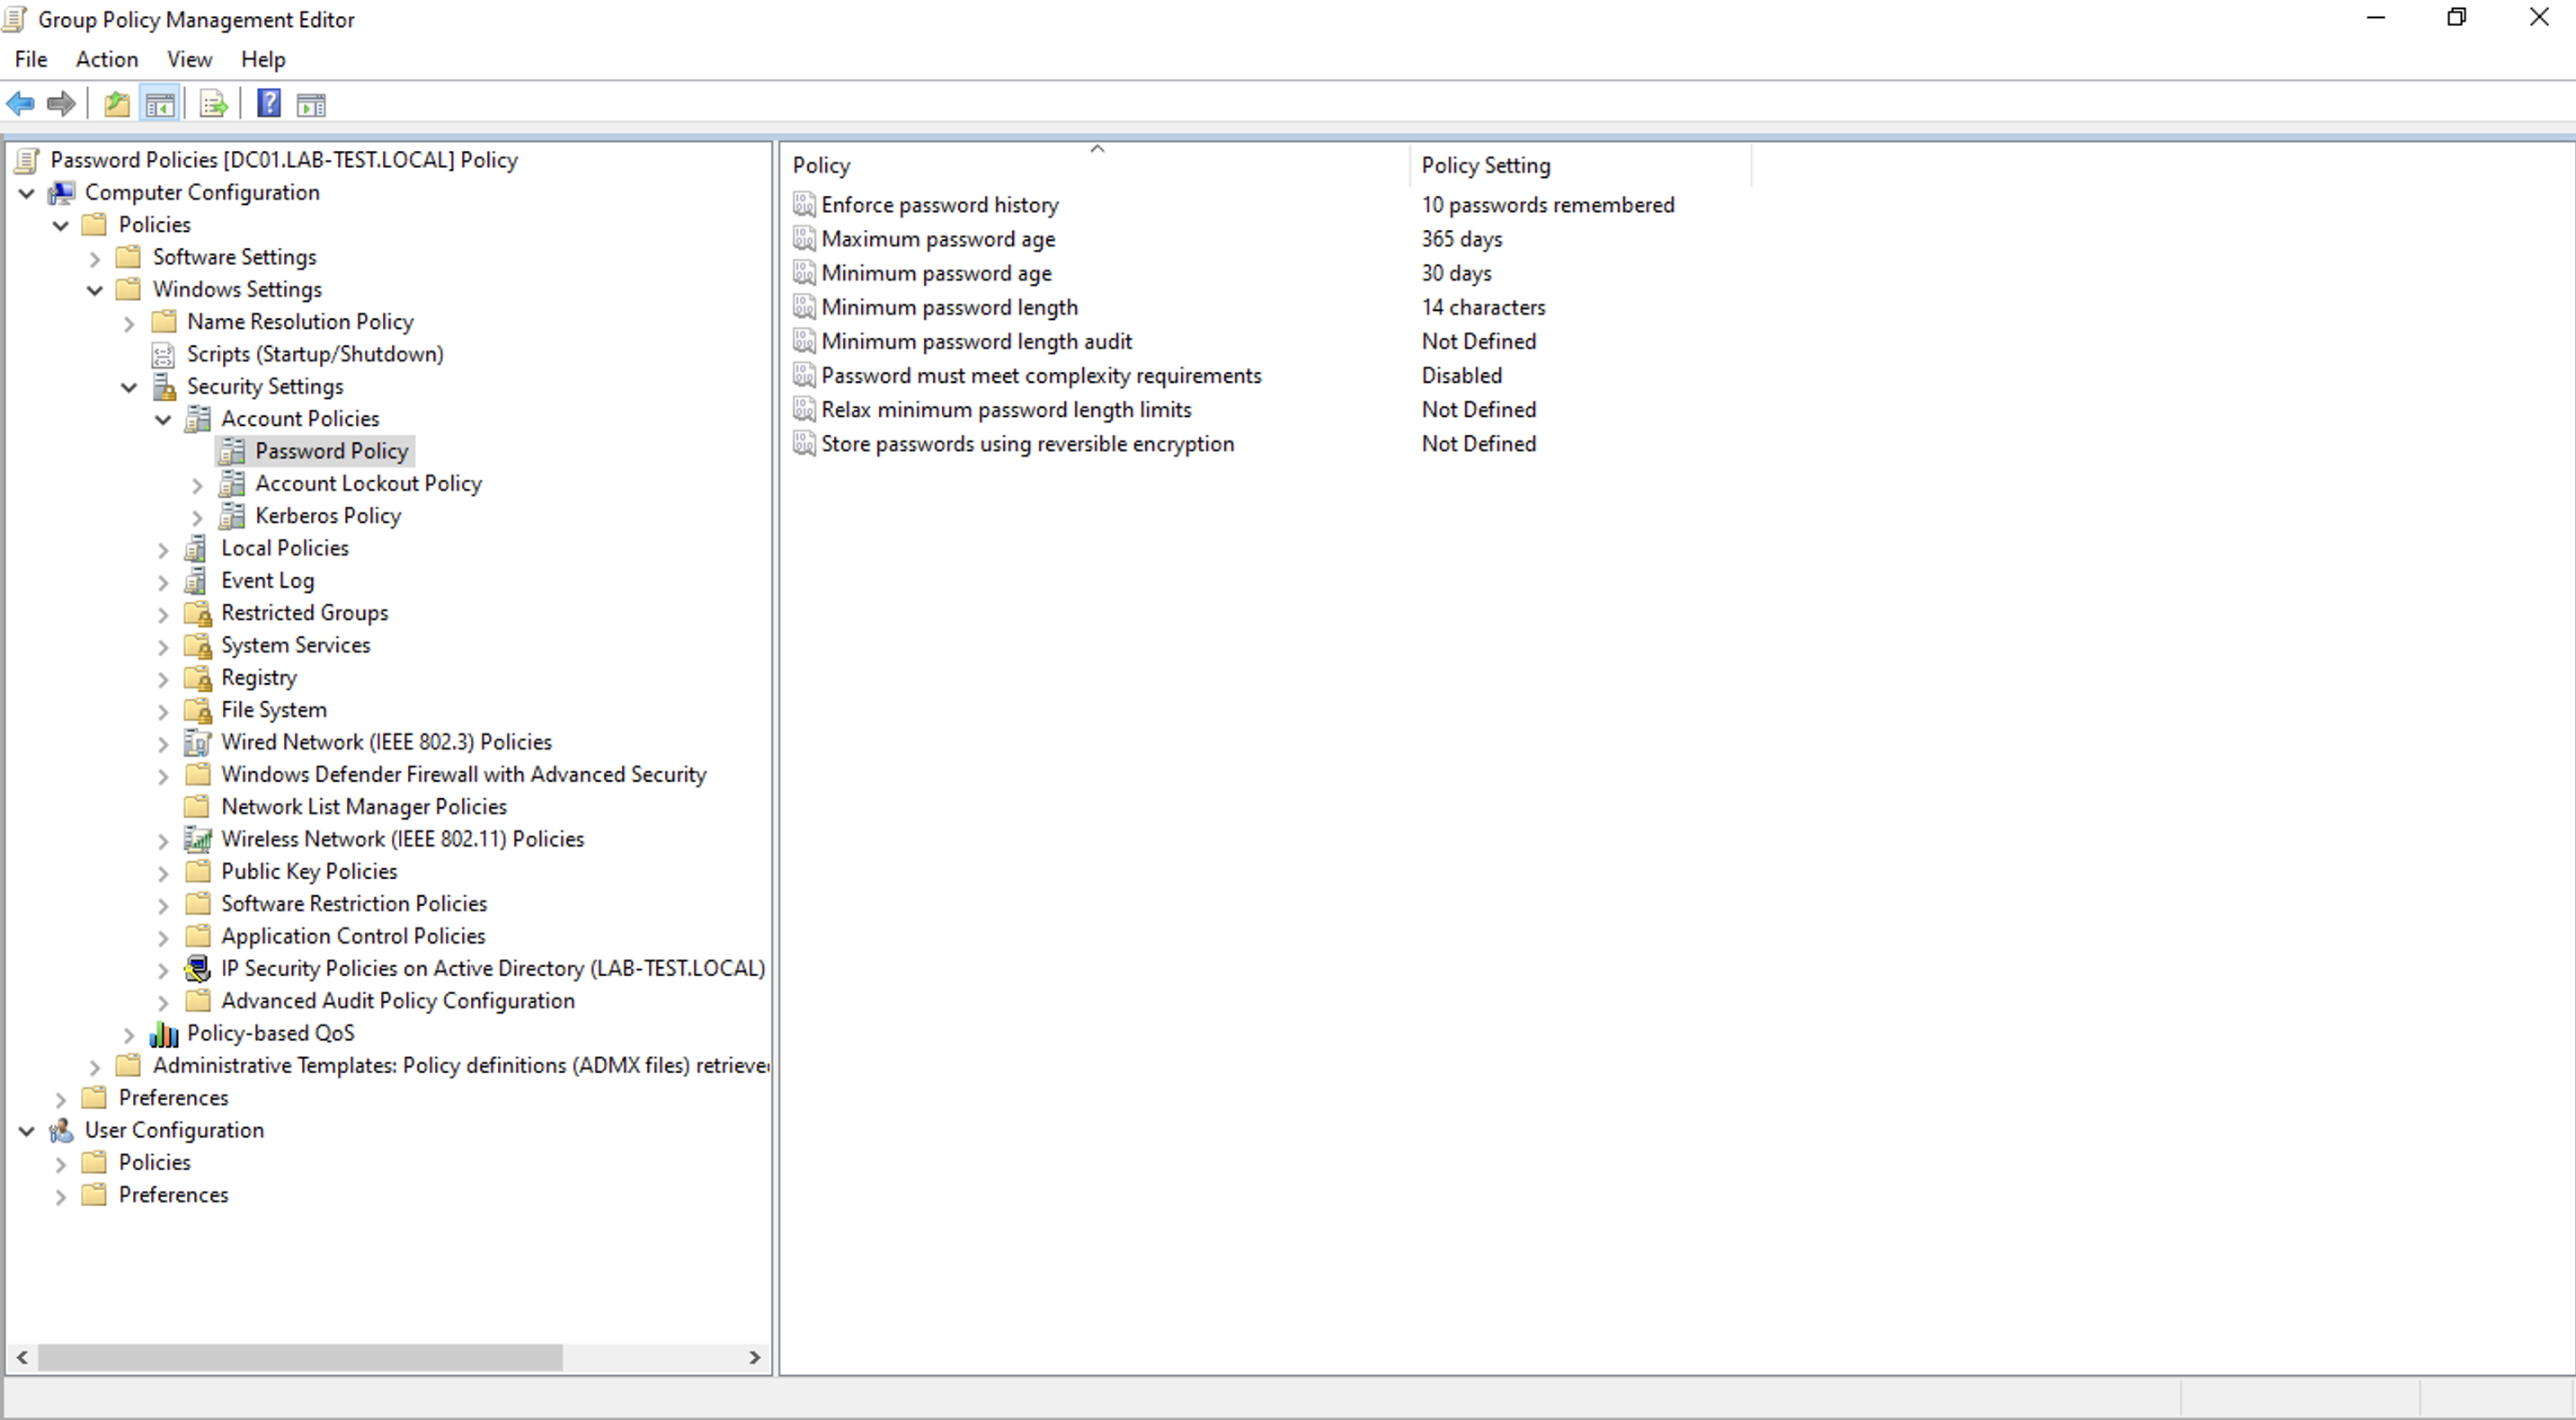 Group Policy Management Editor
File Action View Help
Password Policies [DC01.LAB-TEST.LOCAL] Policy
Computer Configuration
Policies
Software Settings
Windows Settings
Name Resolution Policy
Scripts (Startup/Shutdown)
Security Settings
Account Policies
Password Policy
Account Lockout Policy
Kerberos Policy
Local Policies
Event Log
Restricted Groups
System Services
Registry
File System
Wired Network (IEEE 802.3) Policies
Windows Defender Firewall with Advanced Security
Network List Manager Policies
Wireless Network (IEEE 802.11) Policies
Public Key Policies
Software Restriction Policies
Application Control Policies
IP Security Policies on Active Directory (LAB-TEST.LOCAL)
Advanced Audit Policy Configuration
Policy-based QoS
Administrative Templates: Policy definitions (ADMX files) retrieve
Preferences
User Configuration
Policies
Preferences
Policy Policy Setting
Enforce password history 10 passwords remembered
Maximum password age 365 days
Minimum password age 30 days
Minimum password length 14 characters
Minimum password length audit Not Defined
Password must meet complexity requirements Disabled
Relax minimum password length limits Not Defined
Store passwords using reversible encryption Not Defined